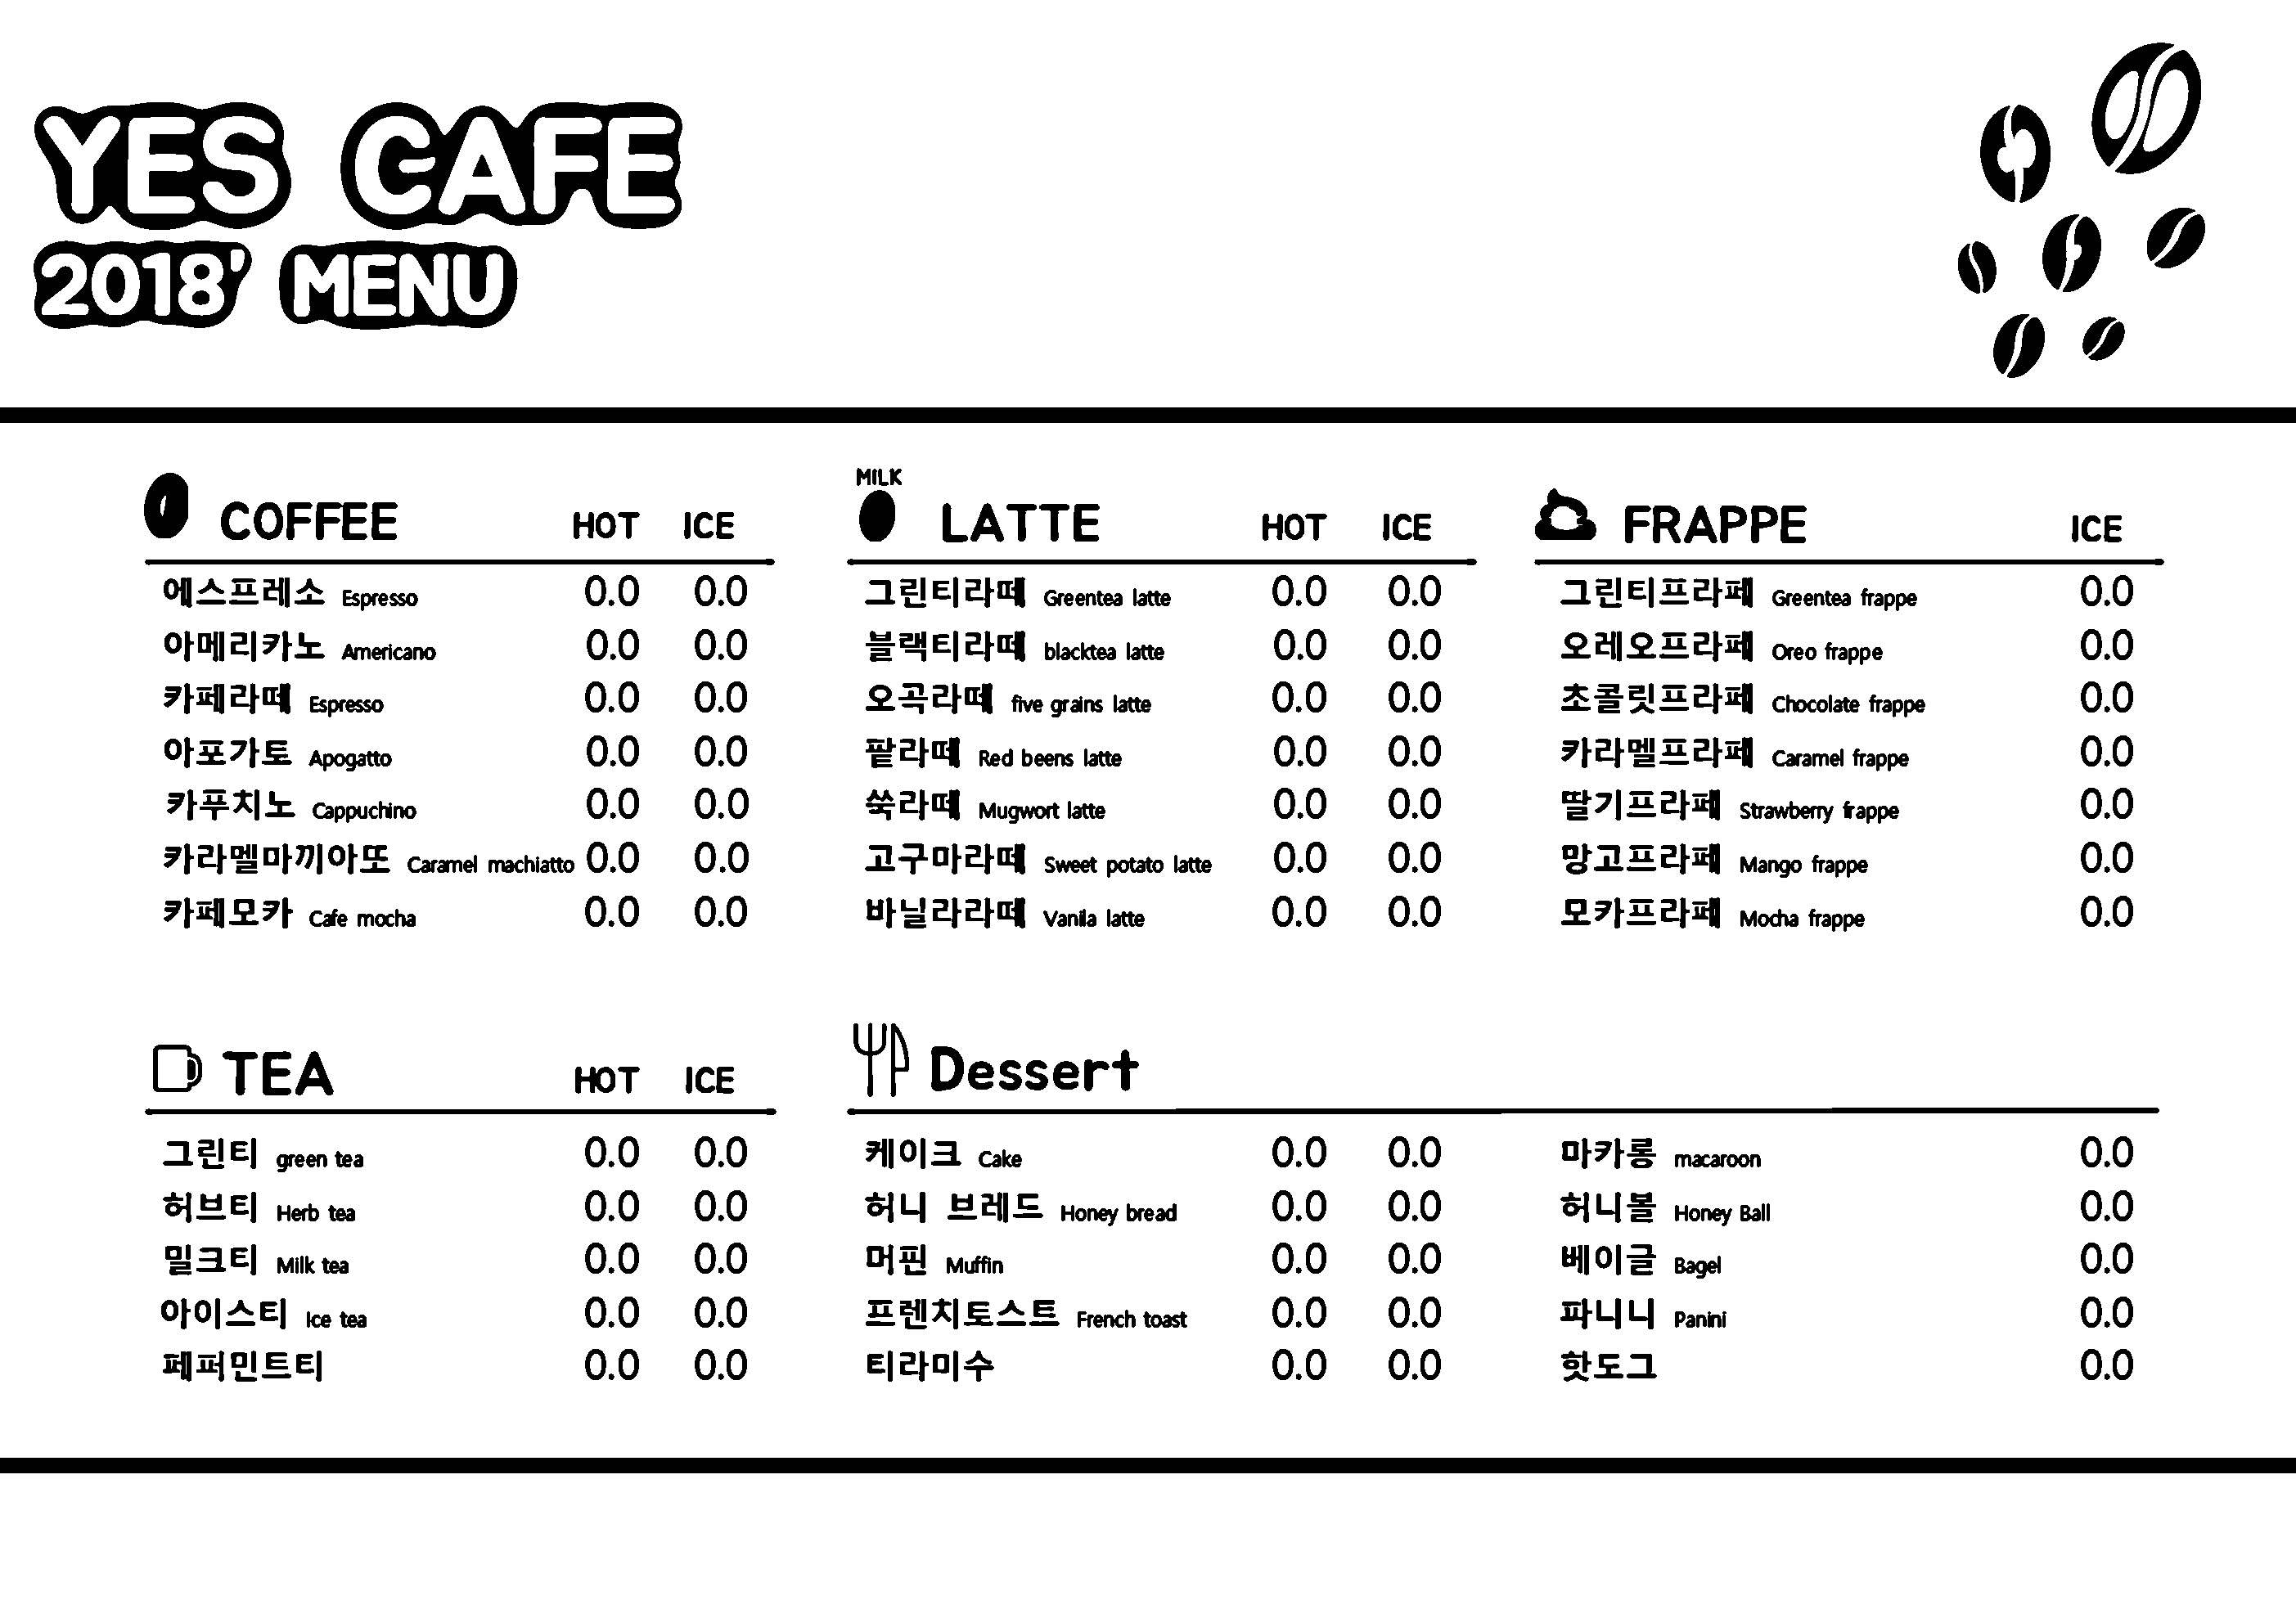 YES CAFE
2018' MENU
COFFEE HOT ICE
에스프레소 Espresso 0.0 0.0
아메리카노 Americano 0.0 0.0
카페라떼 Espresso 0.0 0.0
아포가토 Apogatto 0.0 0.0
카푸치노 Cappuchino 0.0 0.0
카라멜마끼아또 Caramel machiatto 0.0 0.0
카페모카 Cafe mocha 0.0 0.0
MILK
LATTE HOT ICE
그린티라떼 Greentea latte 0.0 0.0
블랙티라떼 blacktea latte 0.0 0.0
오곡라떼 five grains latte 0.0 0.0
팥라떼 Red beens latte 0.0 0.0
쑥라떼 Mugwort latte 0.0 0.0
고구마라떼 Sweet potato latte 0.0 0.0
바닐라라떼 Vanila latte 0.0 0.0
FRAPPE ICE
그린티프라페 Greentea frappe 0.0
오레오프라페 Oreo frappe 0.0
초콜릿프라페 Chocolate frappe 0.0
카라멜프라페 Caramel frappe 0.0
딸기프라페 Strawberry frappe 0.0
망고프라페 Mango frappe 0.0
모카프라페 Mocha frappe 0.0
TEA HOT ICE
그린티 green tea 0.0 0.0
허브티 Herb tea 0.0 0.0
밀크티 Milk tea 0.0 0.0
아이스티 Ice tea 0.0 0.0
페퍼민트티 0.0 0.0
Dessert
케이크 Cake 0.0 0.0
허니 브레드 Honey bread 0.0 0.0
머핀 Muffin 0.0 0.0
프렌치토스트 French toast 0.0 0.0
티라미수 0.0 0.0
마카롱 macaroon 0.0
허니볼 Honey Ball 0.0
베이글 Bagel 0.0
파니니 Panini 0.0
핫도그 0.0